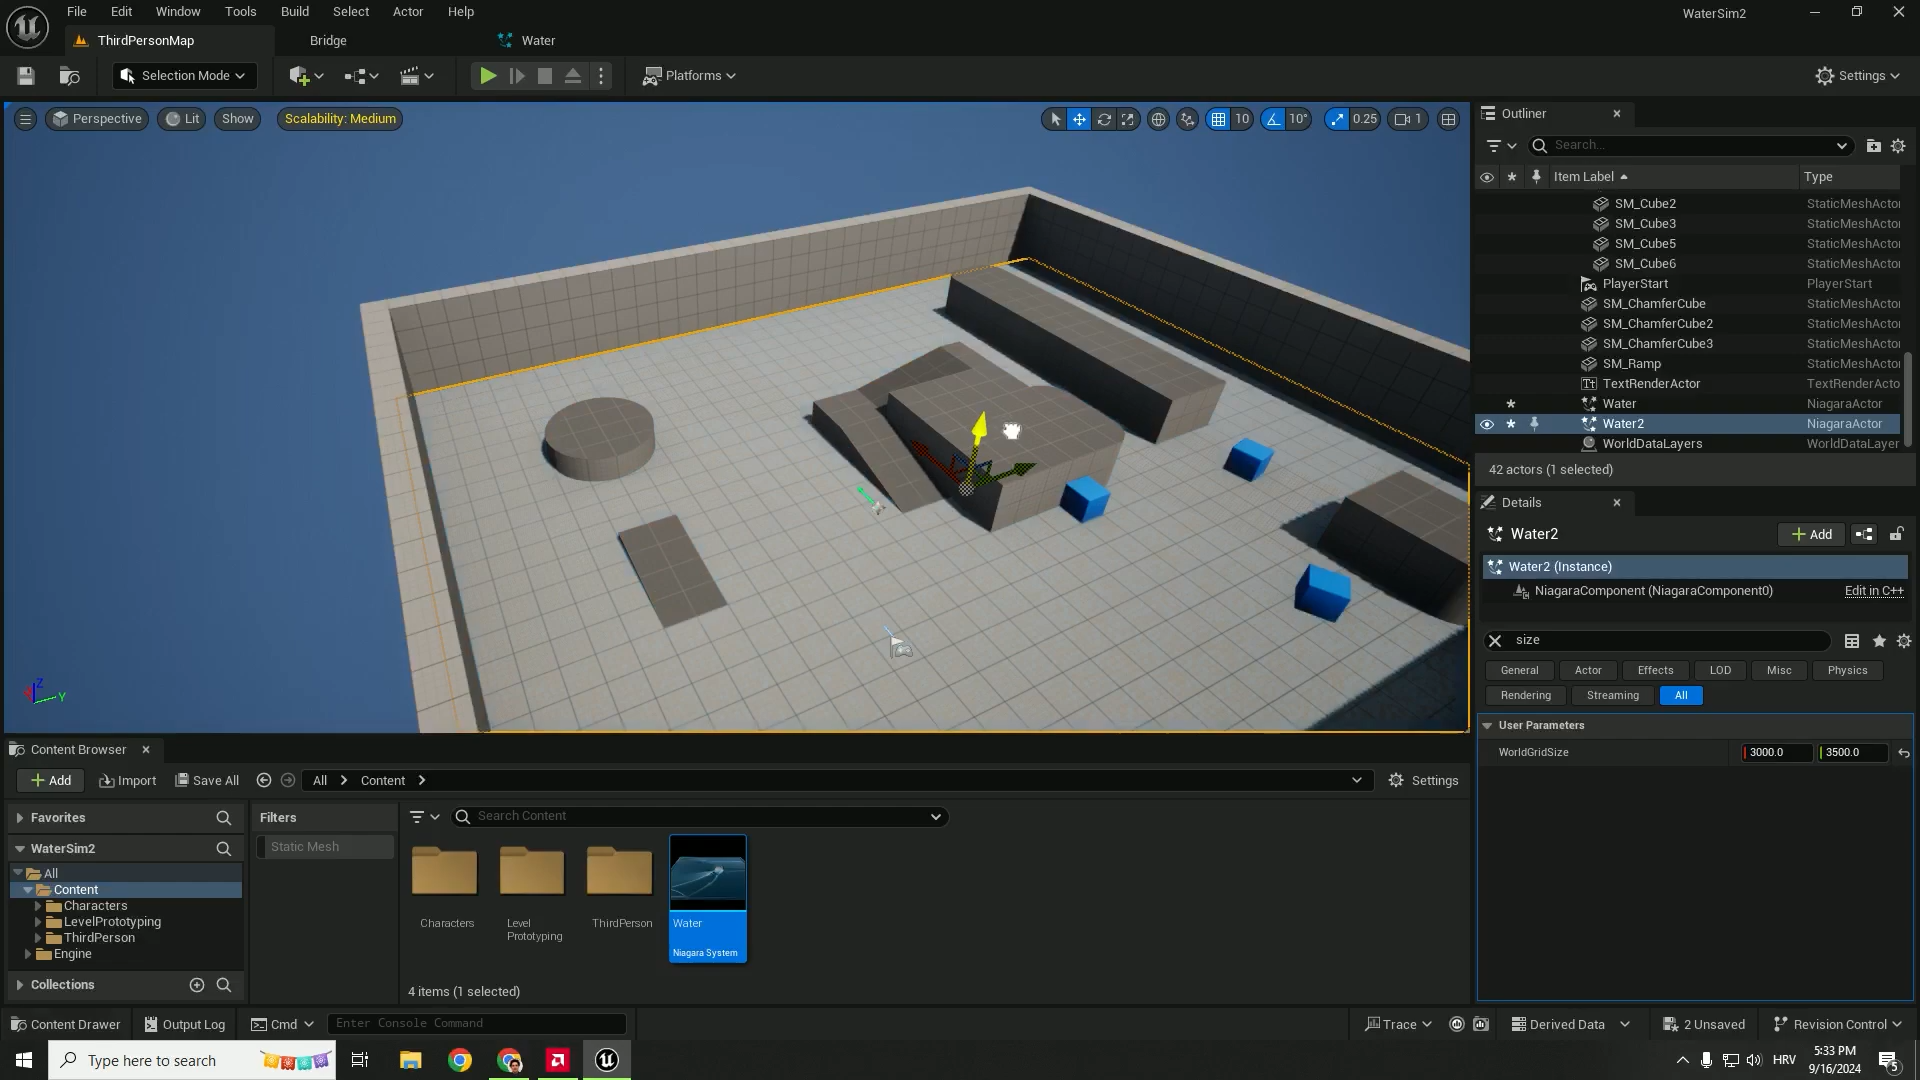 File Edit Window Tools Build Select Actor Help
WaterSim2
ThirdPersonMap
Bridge
Water
Selection Mode
Platforms
Settings
Perspective
Lit
Show
Scalability: Medium
10
10°
0.25
1
Outliner
Search...
Item Label
Type
SM_Cube2 StaticMeshActor
SM_Cube3 StaticMeshActor
SM_Cube5 StaticMeshActor
SM_Cube6 StaticMeshActor
PlayerStart PlayerStart
SM_ChamferCube StaticMeshActor
SM_ChamferCube2 StaticMeshActor
SM_ChamferCube3 StaticMeshActor
SM_Ramp StaticMeshActor
TextRenderActor TextRenderActo
Water NiagaraActor
Water2 NiagaraActor
WorldDataLayers WorldDataLayer
42 actors (1 selected)
Details
Water2
Add
Water2 (Instance)
NiagaraComponent (NiagaraComponent0) Edit in C++
size
General Actor Effects LOD Misc Physics
Rendering Streaming All
User Parameters
WorldGridSize 3000.0 3500.0
Z
Y
Content Browser
Add Import Save All All Content Settings
Favorites
Filters
Search Content
WaterSim2
Static Mesh
All
Content
Characters
LevelPrototyping
ThirdPerson
Engine
Collections
Characters
Level
Prototyping
ThirdPerson
Water
Niagara System
4 items (1 selected)
Content Drawer Output Log Cmd Enter Console Command
Trace Derived Data 2 Unsaved Revision Control
Type here to search
HRV
5:33 PM
9/16/2024
5